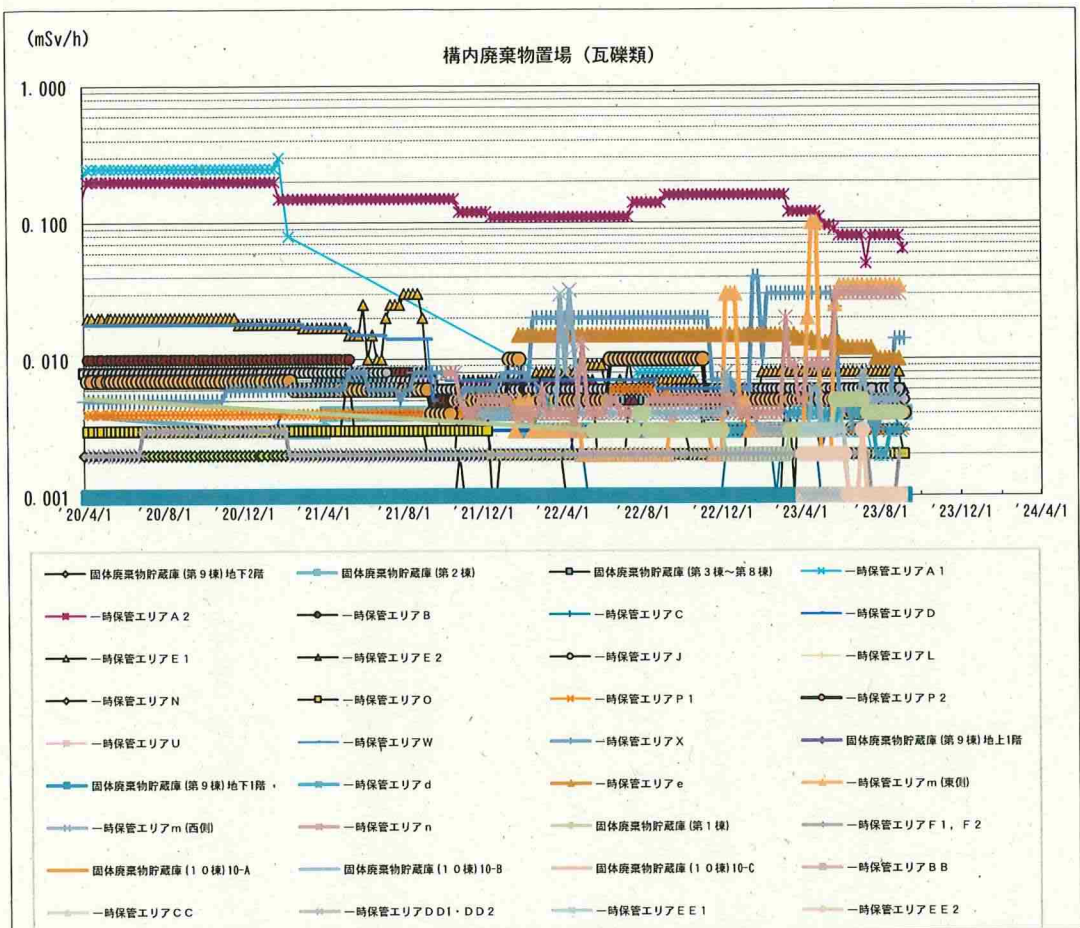 (mSv/h)
構内廃棄物置場（瓦礫類）
1.000
0.100
0.010
0.001
'20/4/1 '20/8/1 '20/12/1 '21/4/1 '21/8/1 '21/12/1 '22/4/1 '22/8/1 '22/12/1 '23/4/1 '23/8/1 '23/12/1 '24/4/1
固体廃棄物貯蔵庫(第9棟)地下2階 固体廃棄物貯蔵庫(第2棟) 固体廃棄物貯蔵庫(第3棟～第8棟) 一時保管エリアA1
一時保管エリアA2 一時保管エリアB 一時保管エリアC 一時保管エリアD
一時保管エリアE1 一時保管エリアE2 一時保管エリアJ 一時保管エリアL
一時保管エリアN 一時保管エリアO 一時保管エリアP1 一時保管エリアP2
一時保管エリアU 一時保管エリアW 一時保管エリアX 固体廃棄物貯蔵庫(第9棟)地上1階
固体廃棄物貯蔵庫(第9棟)地下1階 一時保管エリアd 一時保管エリアe 一時保管エリアm(東側)
一時保管エリアm(西側) 一時保管エリアn 固体廃棄物貯蔵庫(第1棟) 一時保管エリアF1，F2
固体廃棄物貯蔵庫(10棟)10-A 固体廃棄物貯蔵庫(10棟)10-B 固体廃棄物貯蔵庫(10棟)10-C 一時保管エリアBB
一時保管エリアCC 一時保管エリアDD1・DD2 一時保管エリアEE1 一時保管エリアEE2